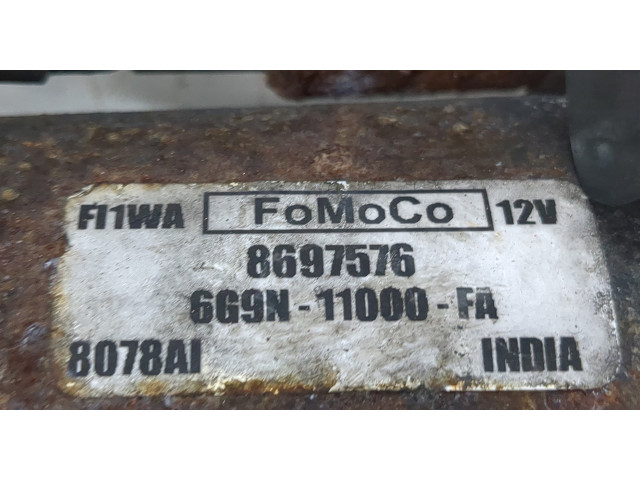 FI1WA FoMoCo 12V
8697576
6G9N-11000-FA
8078AI INDIA